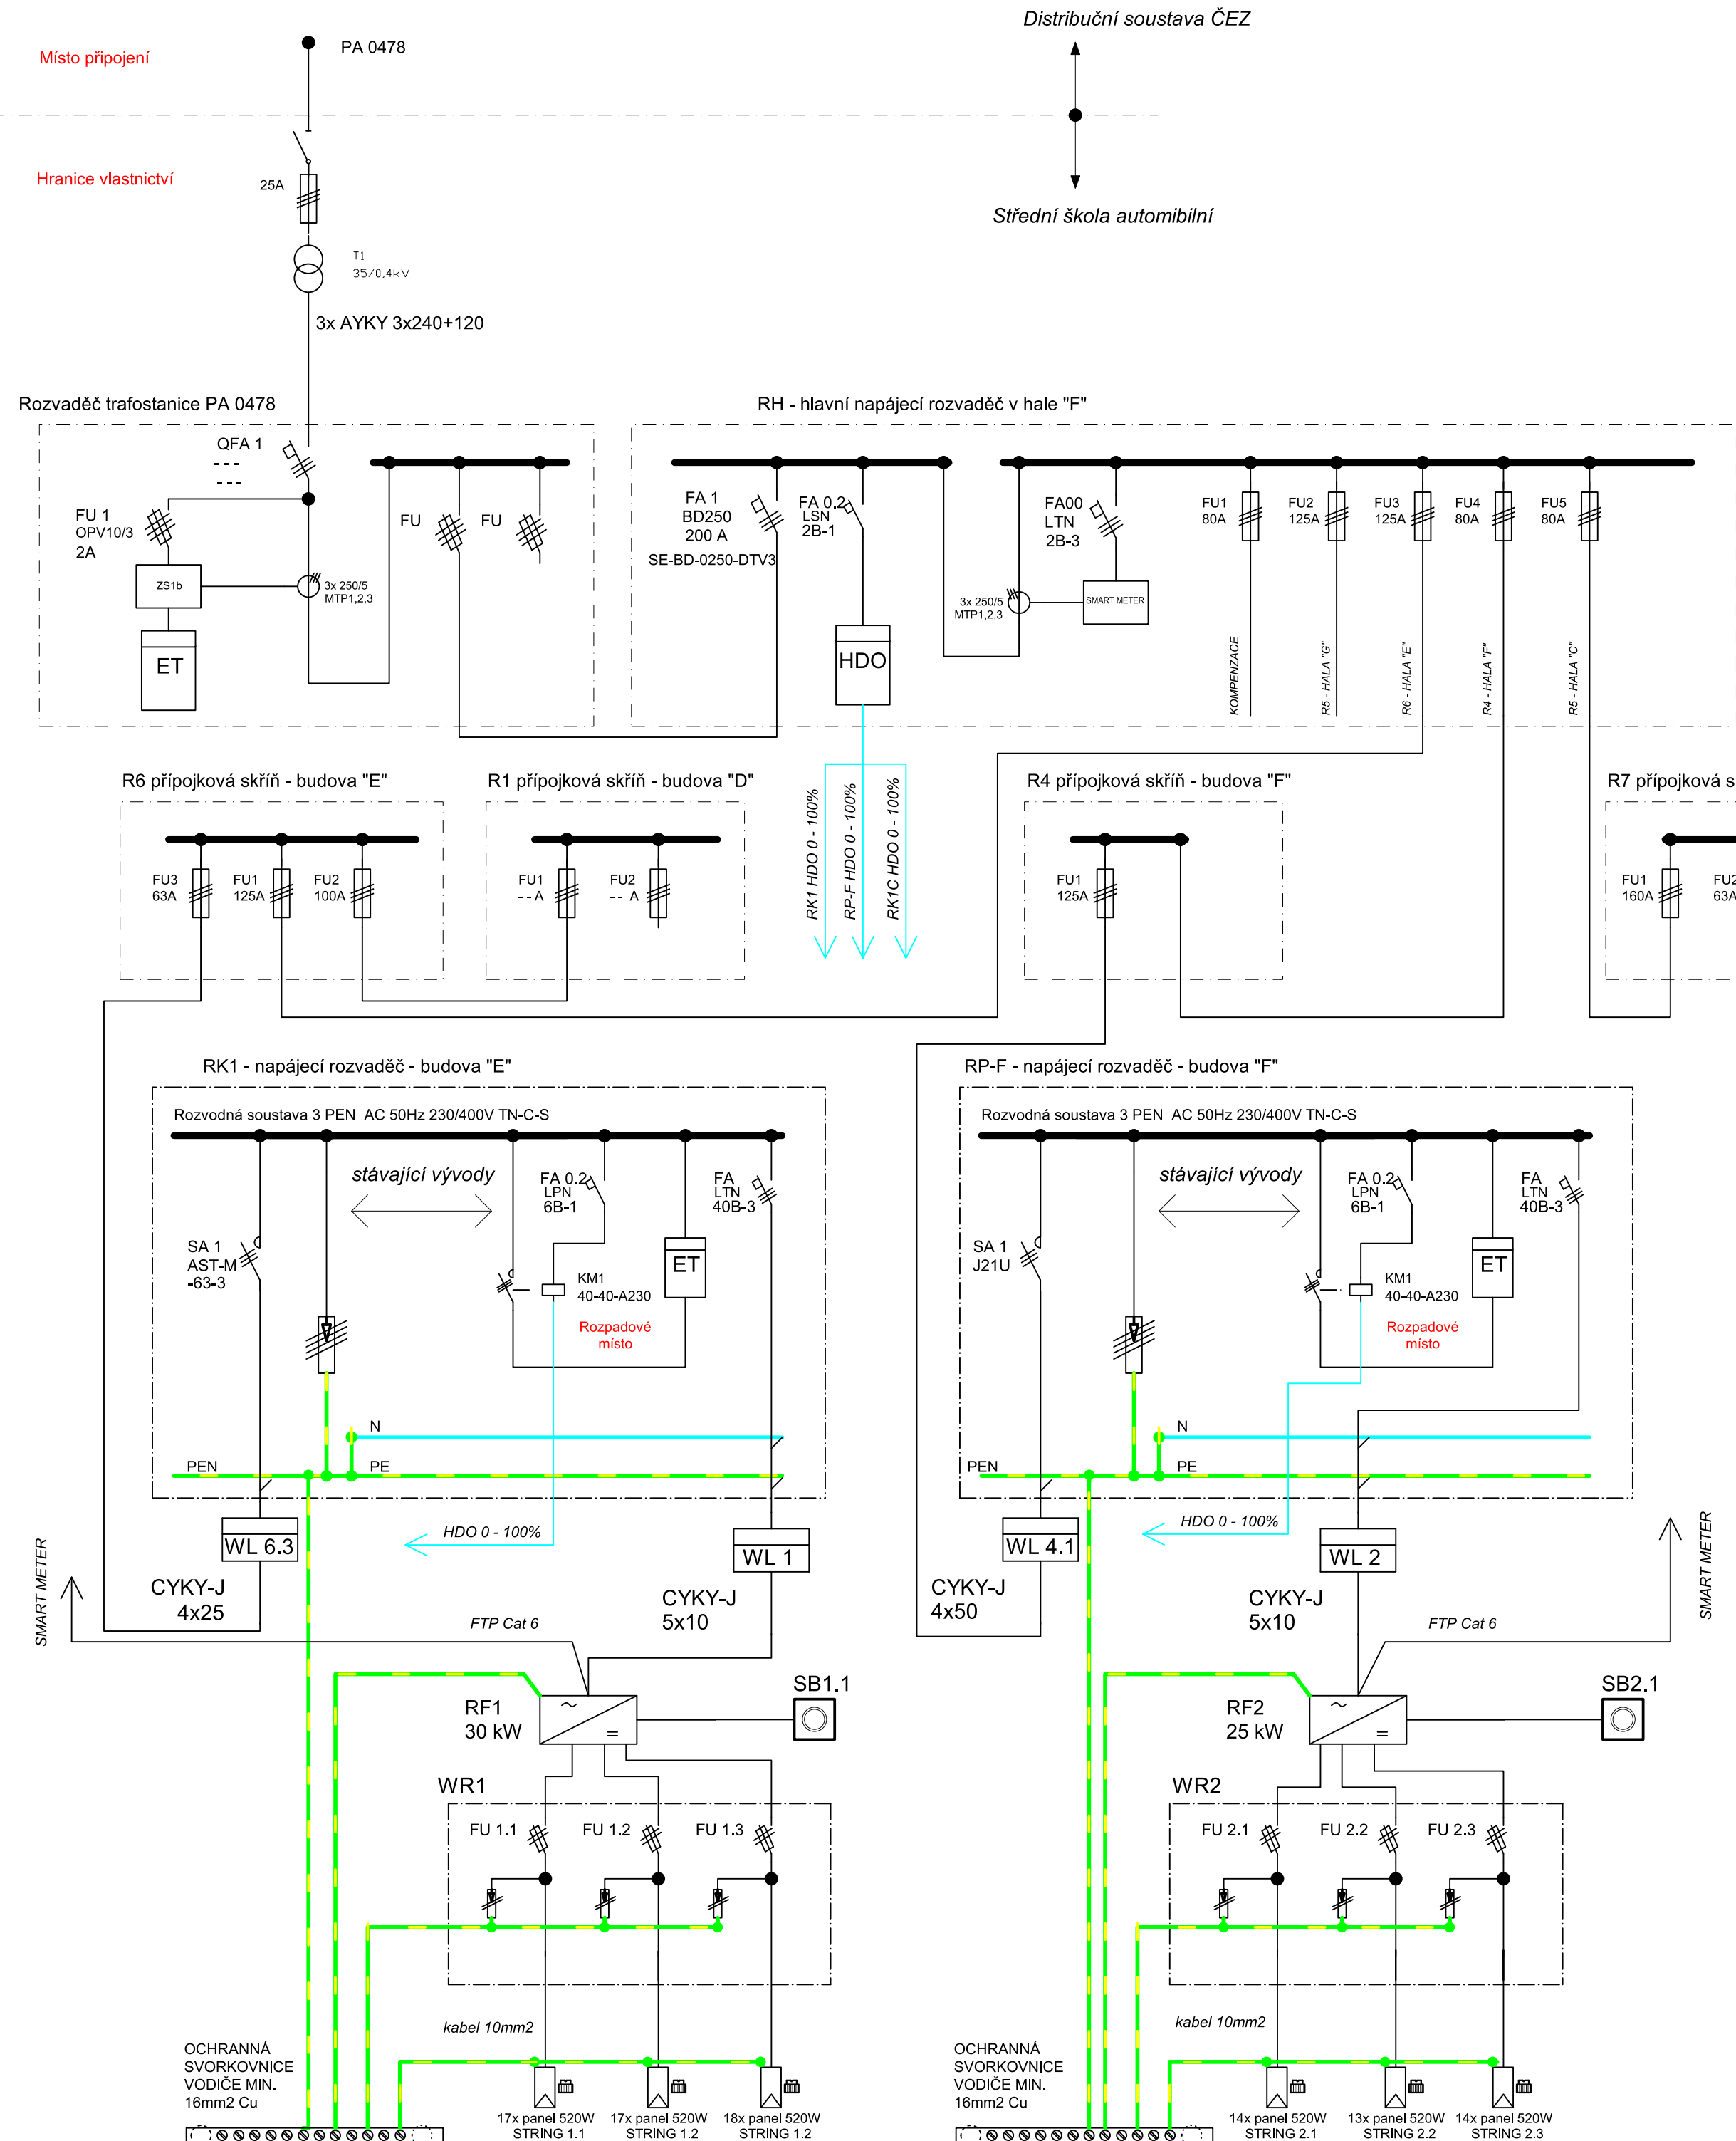 Distribuční soustava ČEZ
Místo připojení
PA 0478
Hranice vlastnictví
25A
Střední škola automibilní
T1
35/0,4kV
3x AYKY 3x240+120
Rozvaděč trafostanice PA 0478
QFA 1
----
---
FU 1
OPV10/3
2A
FU
FU
ZS1b
3x 250/5
MTP1,2,3
ET
RH - hlavní napájecí rozvaděč v hale "F"
FA 1
BD250
200 A
SE-BD-0250-DTV3
FA 0.2
LSN
2B-1
HDO
FA00
LTN
2B-3
3x 250/5
MTP1,2,3
SMART METER
FU1
80A
FU2
125A
FU3
125A
FU4
80A
FU5
80A
KOMPENZACE
R5 - HALA "G"
R6 - HALA "E"
R4 - HALA "F"
R5 - HALA "C"
R6 přípojková skříň - budova "E"
FU3
63A
FU1
125A
FU2
100A
R1 přípojková skříň - budova "D"
FU1
-- A
FU2
-- A
RK1 HDO 0 - 100%
RP-F HDO 0 - 100%
RK1C HDO 0 - 100%
R4 přípojková skříň - budova "F"
FU1
125A
R7 přípojková s
FU1
160A
FU2
63A
RK1 - napájecí rozvaděč - budova "E"
Rozvodná soustava 3 PEN AC 50Hz 230/400V TN-C-S
stávající vývody
FA 0.2
LPN
6B-1
FA
LTN
40B-3
SA 1
AST-M
-63-3
ET
KM1
40-40-A230
Rozpadové
místo
N
PEN
PE
HDO 0 - 100%
WL 6.3
WL 1
CYKY-J
4x25
CYKY-J
5x10
SMART METER
FTP Cat 6
RP-F - napájecí rozvaděč - budova "F"
Rozvodná soustava 3 PEN AC 50Hz 230/400V TN-C-S
stávající vývody
FA 0.2
LPN
6B-1
FA
LTN
40B-3
SA 1
J21U
ET
KM1
40-40-A230
Rozpadové
místo
N
PEN
PE
HDO 0 - 100%
WL 4.1
WL 2
CYKY-J
4x50
CYKY-J
5x10
SMART METER
FTP Cat 6
RF1
30 kW
SB1.1
WR1
FU 1.1
FU 1.2
FU 1.3
kabel 10mm2
OCHRANNÁ
SVORKOVNICE
VODIČE MIN.
16mm2 Cu
17x panel 520W
STRING 1.1
17x panel 520W
STRING 1.2
18x panel 520W
STRING 1.2
RF2
25 kW
SB2.1
WR2
FU 2.1
FU 2.2
FU 2.3
kabel 10mm2
OCHRANNÁ
SVORKOVNICE
VODIČE MIN.
16mm2 Cu
14x panel 520W
STRING 2.1
13x panel 520W
STRING 2.2
14x panel 520W
STRING 2.3